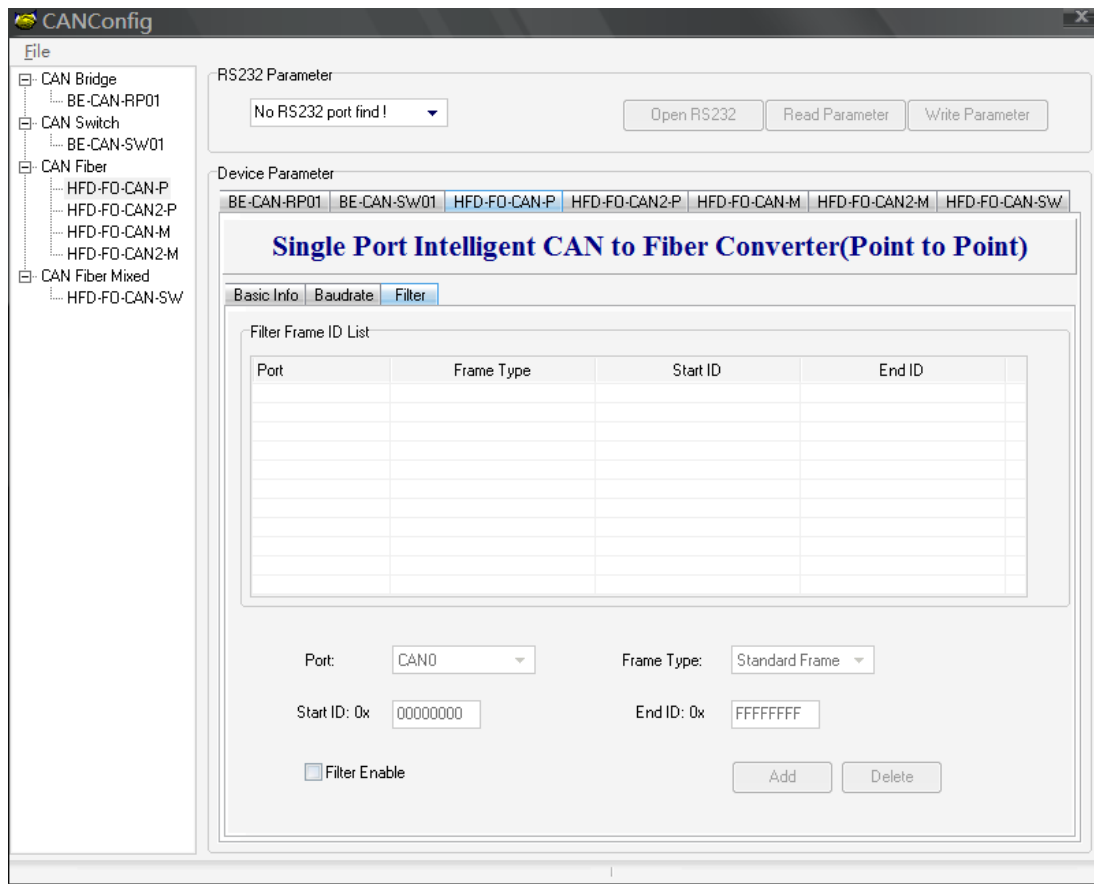 CANConfig
File
CAN Bridge
BE-CAN-RP01
CAN Switch
BE-CAN-SW01
CAN Fiber
HFD-FO-CAN-P
HFD-FO-CAN2-P
HFD-FO-CAN-M
HFD-FO-CAN2-M
CAN Fiber Mixed
HFD-FO-CAN-SW
RS232 Parameter
No RS232 port find !
Open RS232 Read Parameter Write Parameter
Device Parameter
BE-CAN-RP01 BE-CAN-SW01 HFD-FO-CAN-P HFD-FO-CAN2-P HFD-FO-CAN-M HFD-FO-CAN2-M HFD-FO-CAN-SW
Single Port Intelligent CAN to Fiber Converter(Point to Point)
Basic Info Baudrate Filter
Filter Frame ID List
Port Frame Type Start ID End ID
Port: CAN0 Frame Type: Standard Frame
Start ID: 0x 00000000 End ID: 0x FFFFFFFF
Filter Enable Add Delete